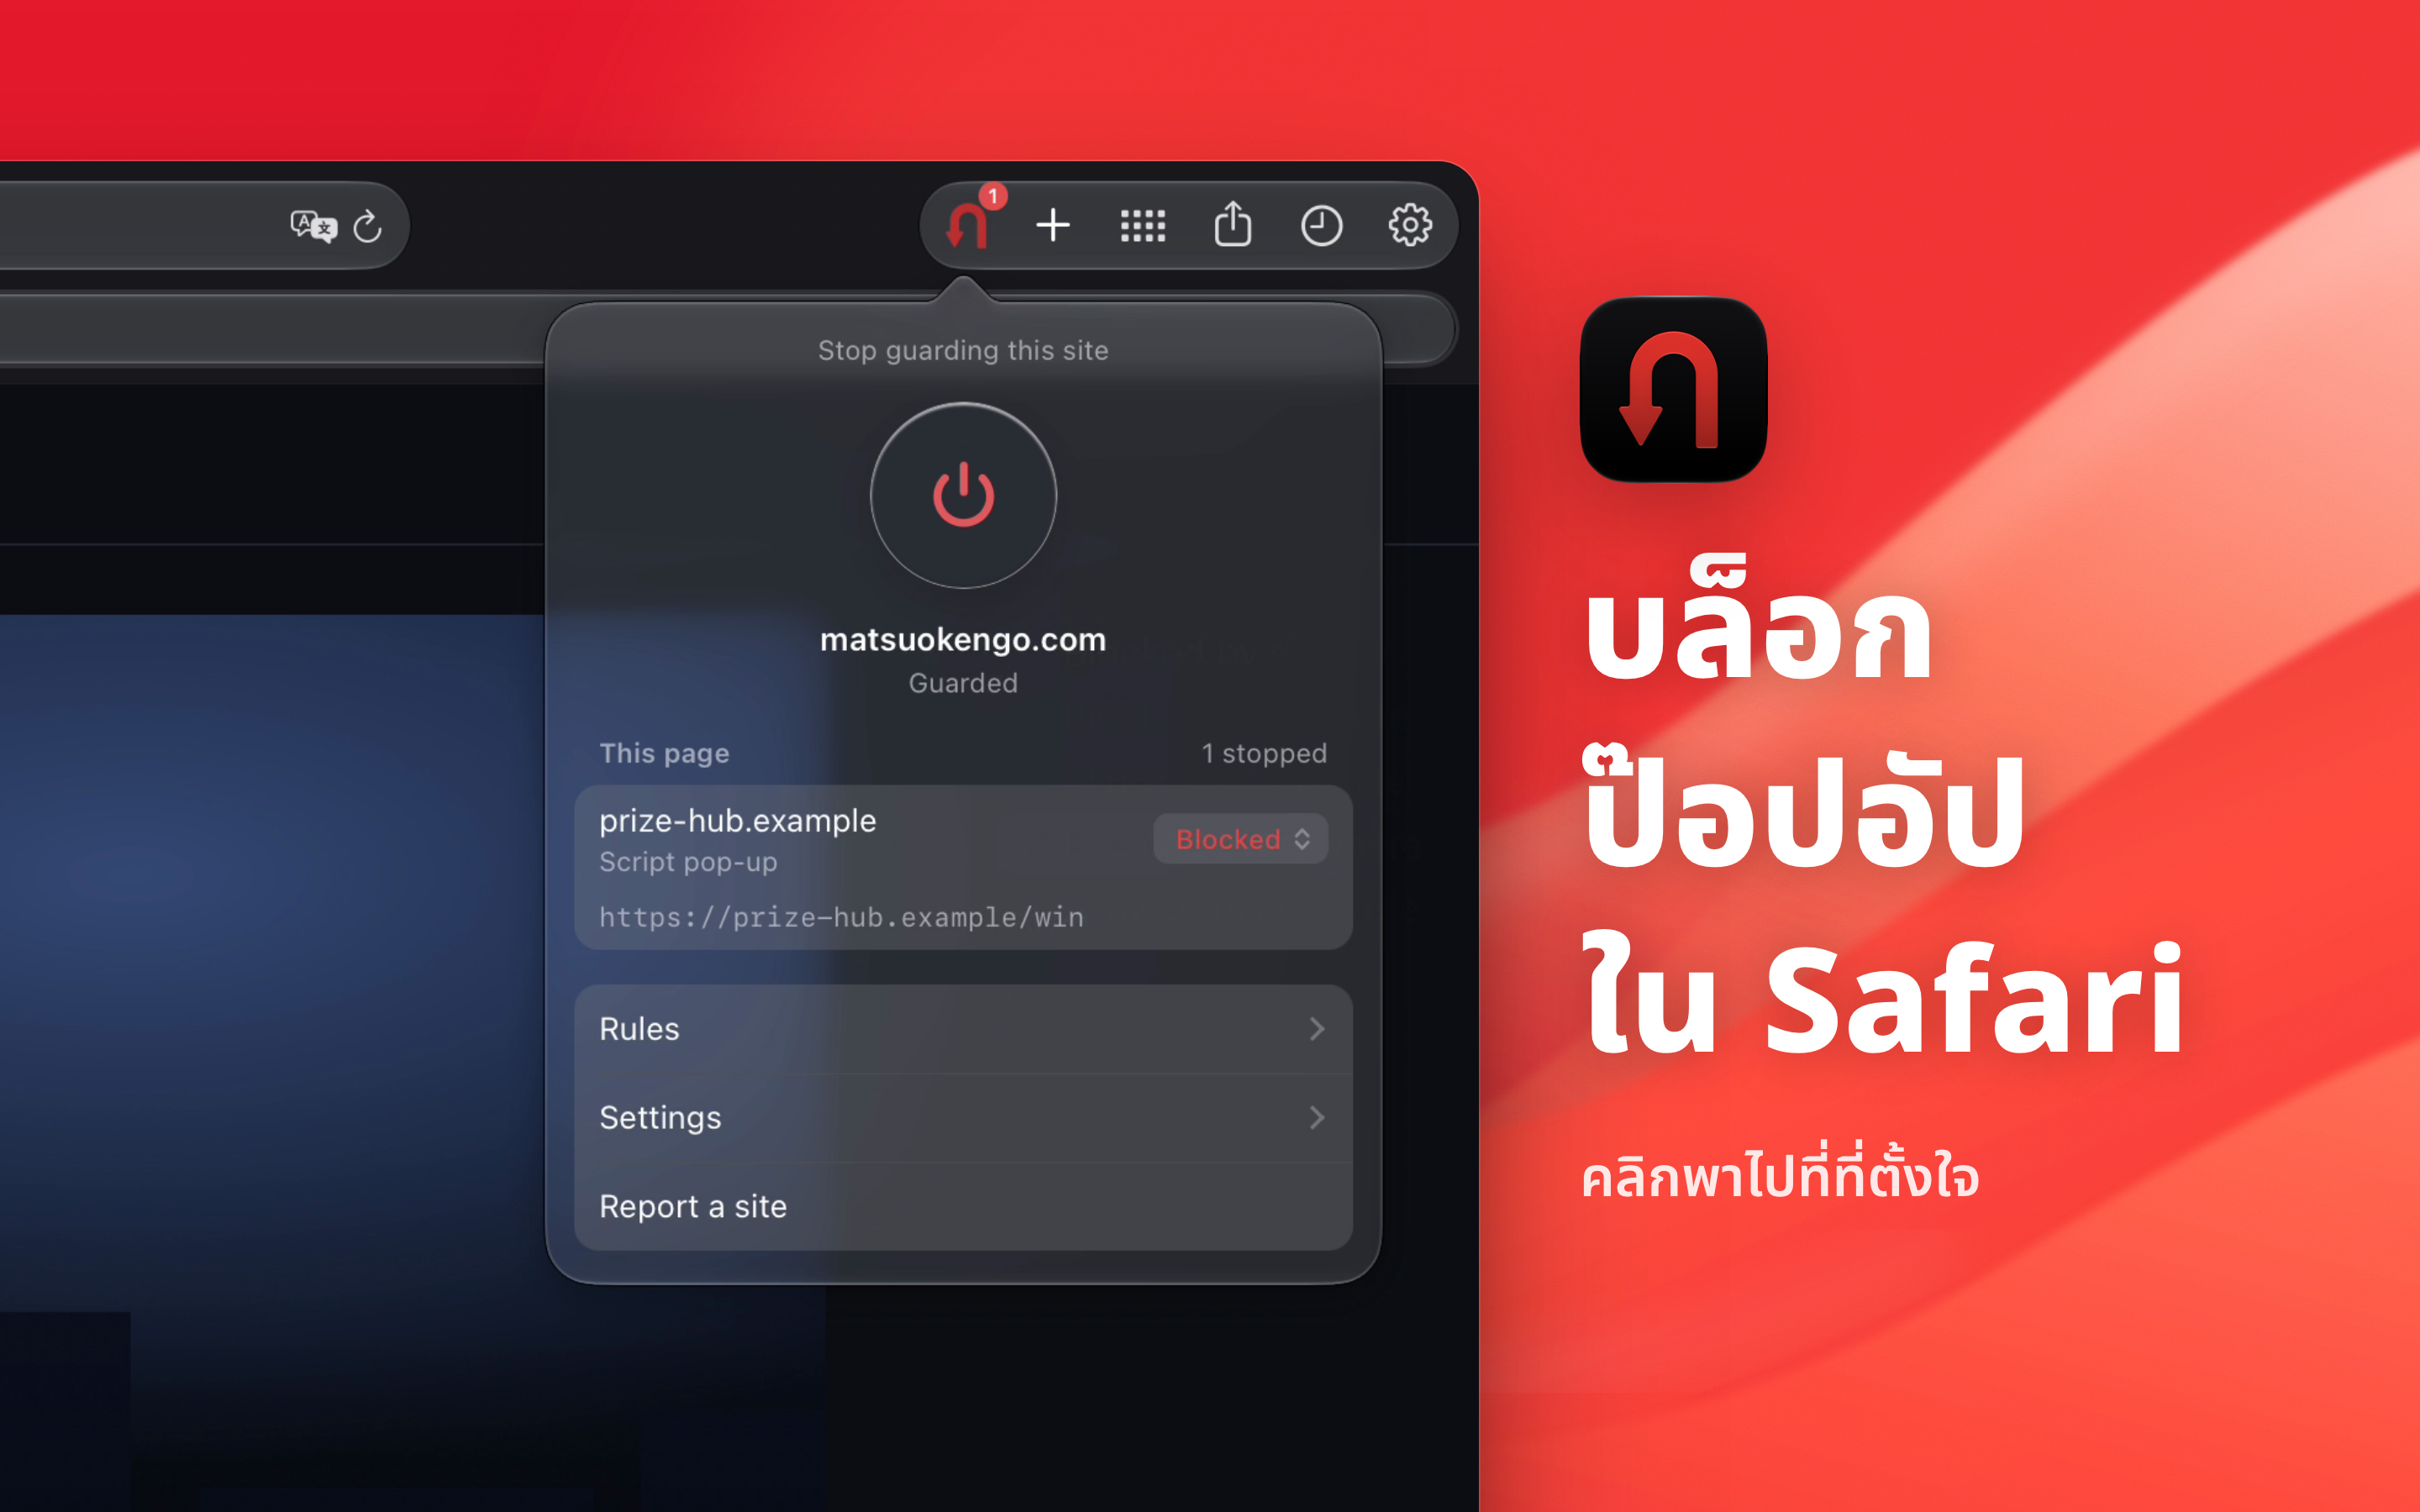 1
Stop guarding this site
matsuokengo.com
Guarded
This page
1 stopped
prize-hub.example
Script pop-up
Blocked
https://prize-hub.example/win
Rules
Settings
Report a site
บล็อก
ป๊อปอัป
ใน Safari
คลิกพาไปที่ที่ตั้งใจ